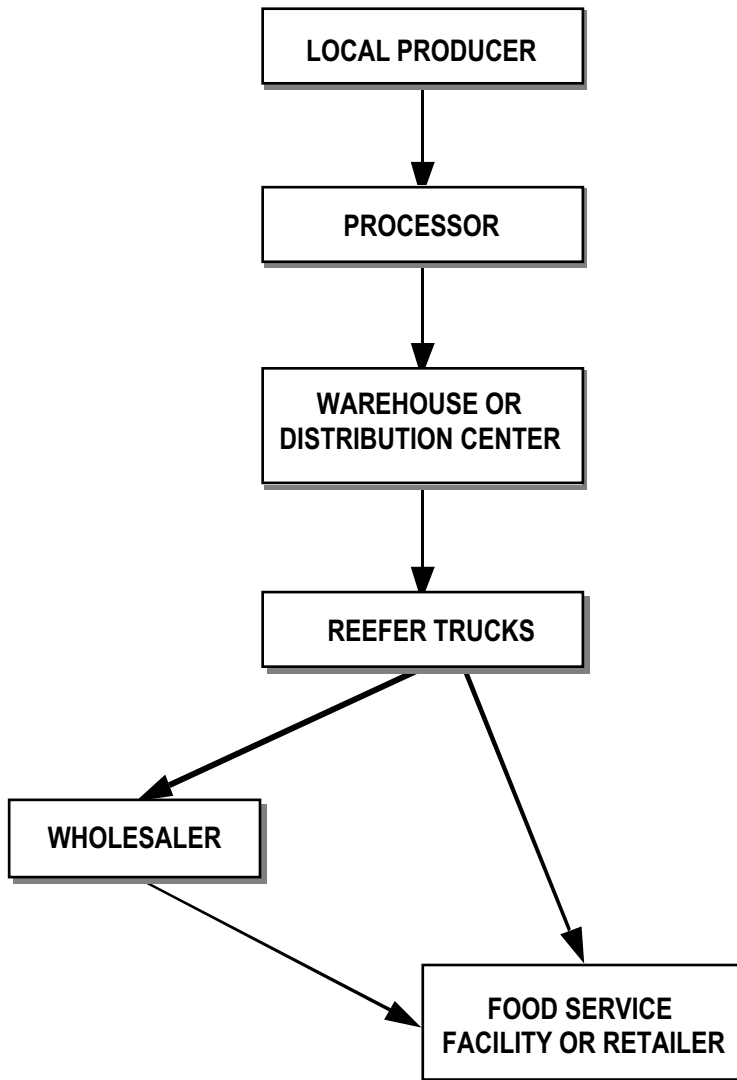 LOCAL PRODUCER
PROCESSOR
WAREHOUSE OR
DISTRIBUTION CENTER
REEFER TRUCKS
WHOLESALER
FOOD SERVICE
FACILITY OR RETAILER